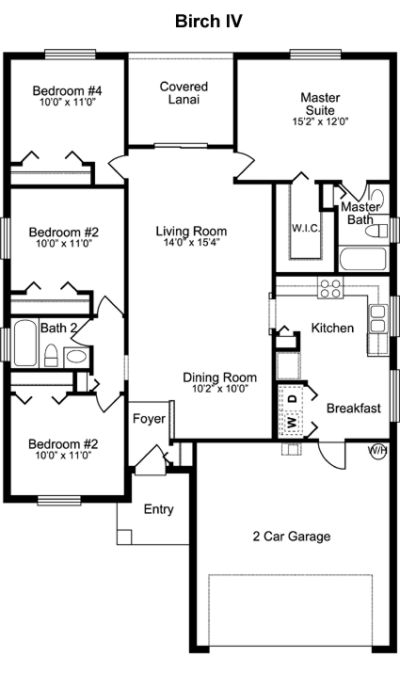 Birch IV
Bedroom #4
10'0" x 11'0"
Covered
Lanai
Master
Suite
15'2" x 12'0"
Master
Bath
W.I.C.
Bedroom #2
10'0" x 11'0"
Living Room
14'0" x 15'4"
Bath 2
Kitchen
Dining Room
10'2" x 10'0"
W D
Breakfast
Foyer
Bedroom #2
10'0" x 11'0"
W/H
Entry
2 Car Garage